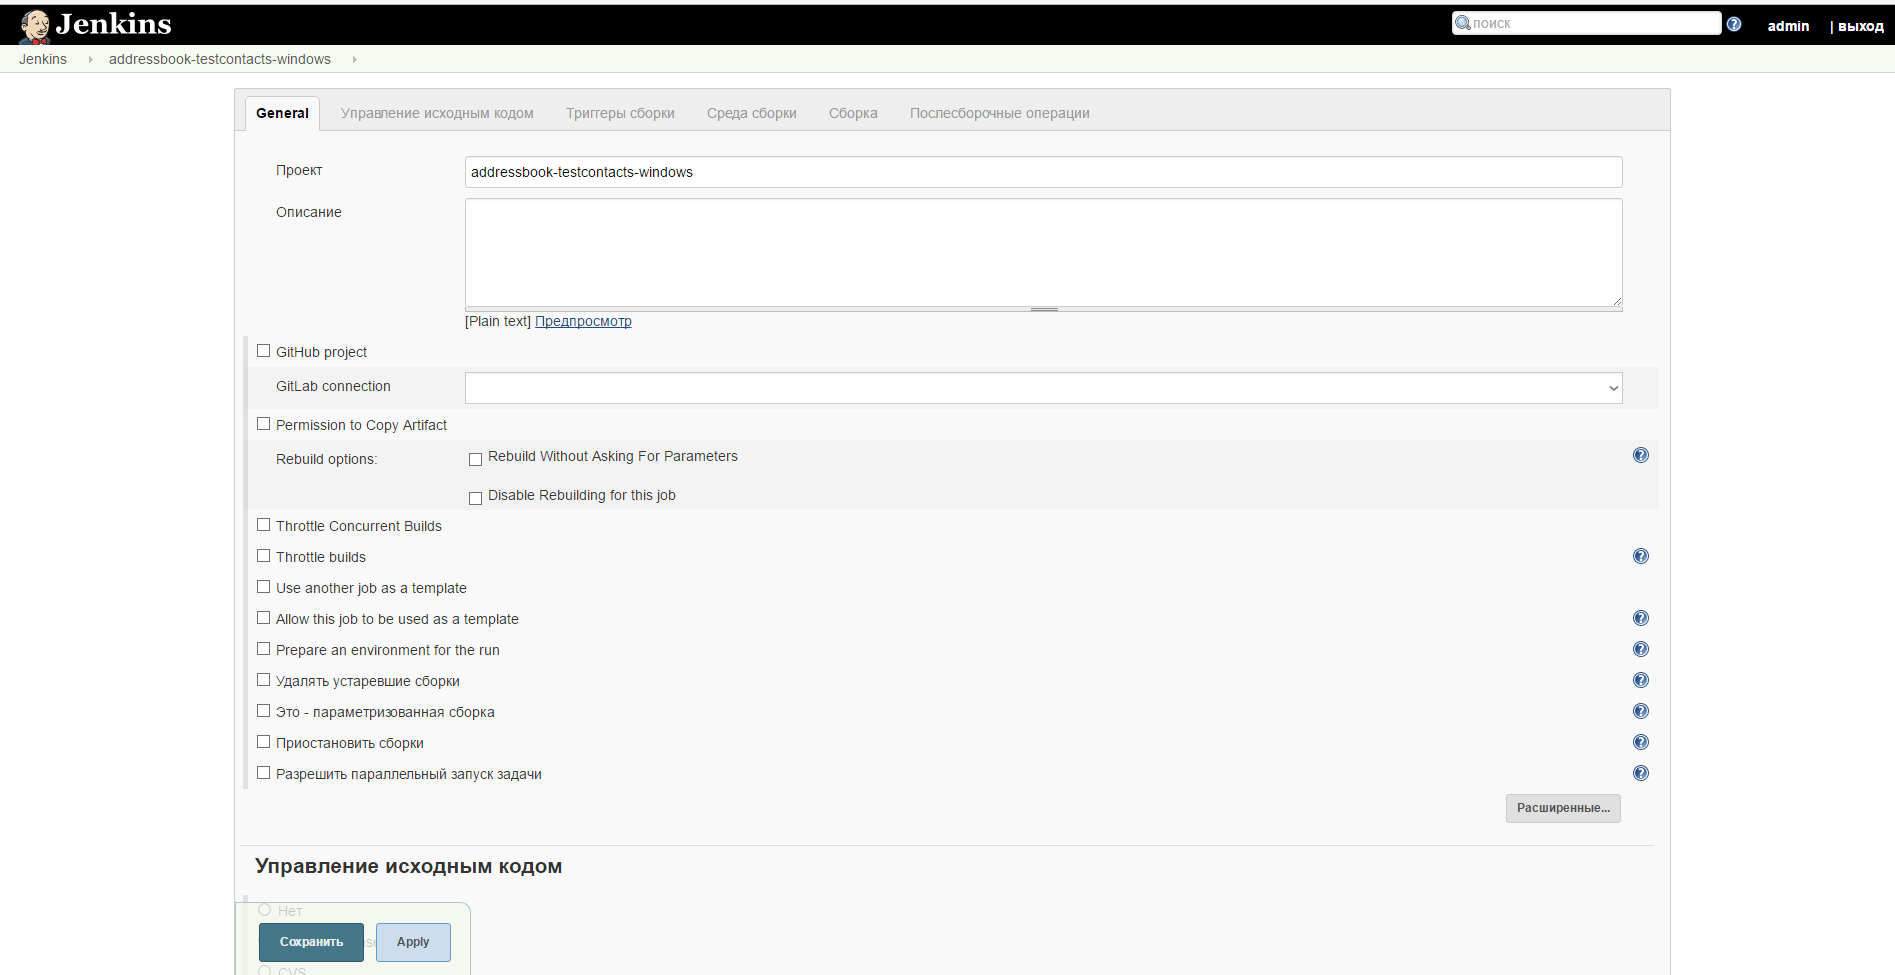 Jenkins
поиск
admin
| выход
Jenkins
addressbook-testcontacts-windows
General
Управление исходным кодом
Триггеры сборки
Среда сборки
Сборка
Послесборочные операции
Проект
addressbook-testcontacts-windows
Описание
[Plain text] Предпросмотр
GitHub project
GitLab connection
Permission to Copy Artifact
Rebuild options:
Rebuild Without Asking For Parameters
Disable Rebuilding for this job
Throttle Concurrent Builds
Throttle builds
Use another job as a template
Allow this job to be used as a template
Prepare an environment for the run
Удалять устаревшие сборки
Это - параметризованная сборка
Приостановить сборки
Разрешить параллельный запуск задачи
Расширенные...
Управление исходным кодом
Нет
Сохранить
Apply
CVS